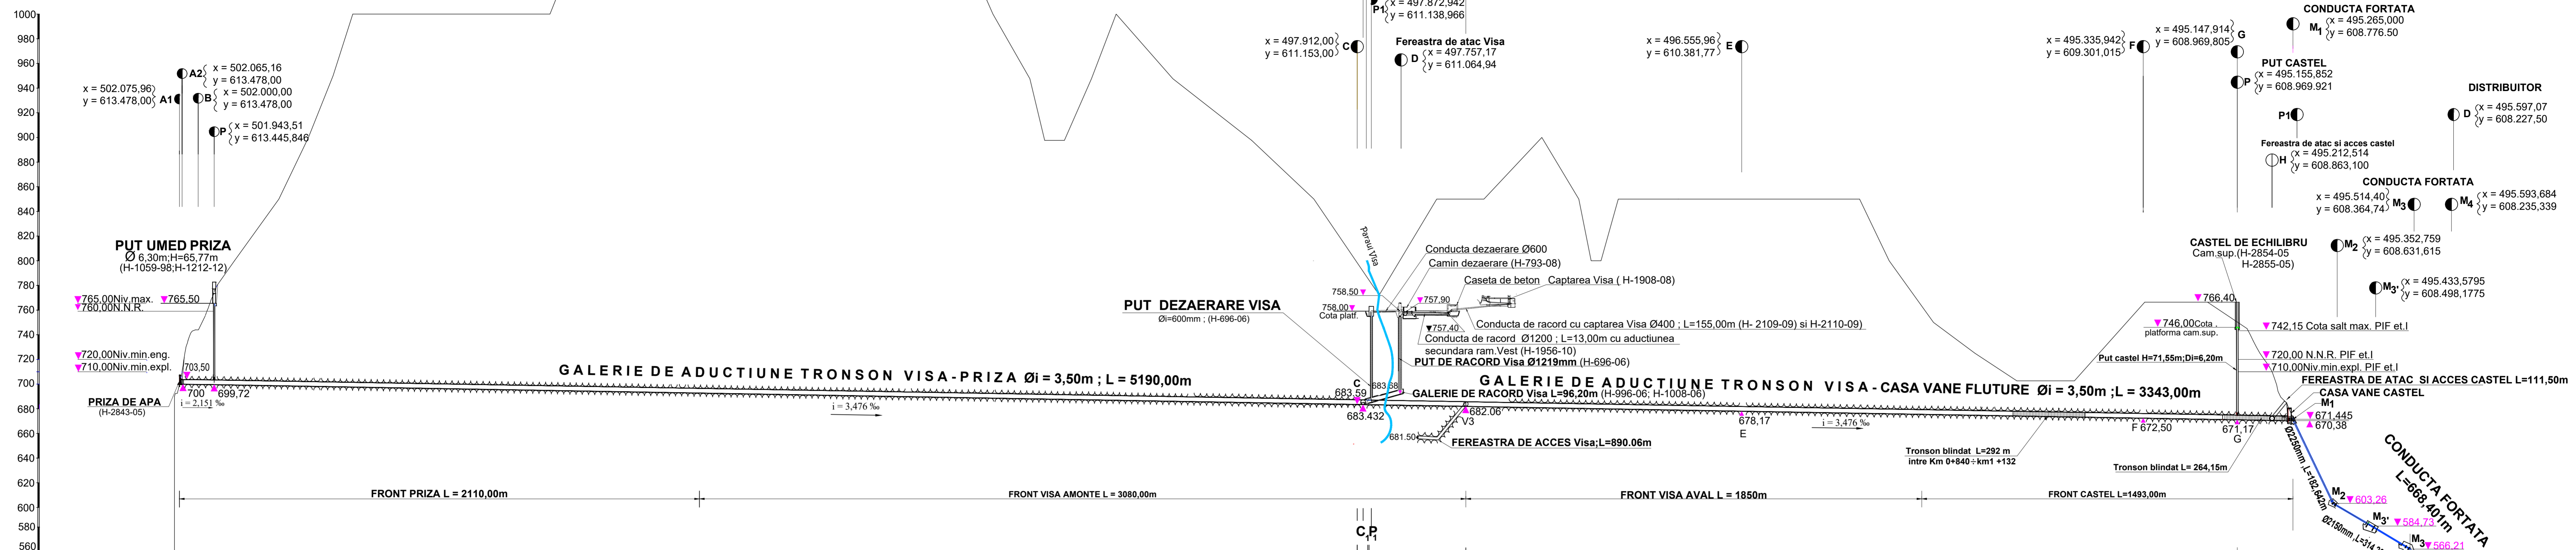 1000
980
960
940
920
900
880
860
840
820
800
780
760
740
720
700
680
660
640
620
600
580
560
x = 502.075,96
y = 613.478,00
A1
A2
x = 502.065,16
y = 613.478,00
B
x = 502.000,00
y = 613.478,00
P
x = 501.943,51
y = 613.445,846
PUT UMED PRIZA
Ø 6,30m;H=65,77m
(H-1059-98;H-1212-12)
765,00Niv.max.
765,50
760,00N.N.R.
720,00Niv.min.eng.
710,00Niv.min.expl.
703,50
700
699,72
PRIZA DE APA
(H-2843-05)
i = 2,151 ‰
GALERIE DE ADUCTIUNE TRONSON VISA-PRIZA Øi = 3,50m ; L = 5190,00m
i = 3,476 ‰
FRONT PRIZA L = 2110,00m
FRONT VISA AMONTE L = 3080,00m
x = 497.912,00
y = 611.153,00
C
P1
x = 497.872,942
y = 611.138,966
Fereastra de atac Visa
D
x = 497.757,17
y = 611.064,94
Paraul Visa
Conducta dezaerare Ø600
Camin dezaerare (H-793-08)
Caseta de beton
Captarea Visa ( H-1908-08)
PUT DEZAERARE VISA
Øi=600mm ; (H-696-06)
758,50
758,00
Cota platf.
757,90
757,40
Conducta de racord cu captarea Visa Ø400 ; L=155,00m (H- 2109-09) si H-2110-09)
Conducta de racord Ø1200 ; L=13,00m cu aductiunea
secundara ram.Vest (H-1956-10)
PUT DE RACORD Visa Ø1219mm (H-696-06)
C
683,59
683,58
683.432
GALERIE DE ADUCTIUNE TRONSON VISA -CASA VANE FLUTURE Øi = 3,50m ;L = 3343,00m
GALERIE DE RACORD Visa L=96,20m (H-996-06; H-1008-06)
682.06
V3
681.50
FEREASTRA DE ACCES Visa;L=890.06m
x = 496.555,96
y = 610.381,77
E
678,17
E
i = 3,476 ‰
FRONT VISA AVAL L = 1850m
FRONT CASTEL L=1493,00m
C1
P1
x = 495.335,942
y = 609.301,015
F
x = 495.147,914
y = 608.969,805
G
PUT CASTEL
P
x = 495.155,852
y = 608.969.921
CONDUCTA FORTATA
M1
x = 495.265,000
y = 608.776.50
P1
Fereastra de atac si acces castel
H
x = 495.212,514
y = 608.863,100
DISTRIBUITOR
D
x = 495.597,07
y = 608.227,50
CONDUCTA FORTATA
x = 495.514,40
y = 608.364,74
M3
M4
x = 495.593,684
y = 608.235,339
M2
x = 495.352,759
y = 608.631,615
M3'
x = 495.433,5795
y = 608.498,1775
CASTEL DE ECHILIBRU
Cam.sup.(H-2854-05
H-2855-05)
766,40
746,00Cota .
platforma cam.sup.
742,15 Cota salt max. PIF et.I
Put castel H=71,55m;Di=6,20m
720,00 N.N.R. PIF et.I
710,00Niv.min.expl. PIF et.I
FEREASTRA DE ATAC SI ACCES CASTEL L=111,50m
CASA VANE CASTEL
M1
671,445
670,38
F 672,50
671,17
G
Tronson blindat L=292 m
intre Km 0+840÷km1 +132
Tronson blindat L= 264,15m
Ø2250mm ,L=182,642m
M2
603,26
CONDUCTA FORTATA
L=668,401m
M3'
584,73
M3
566,21